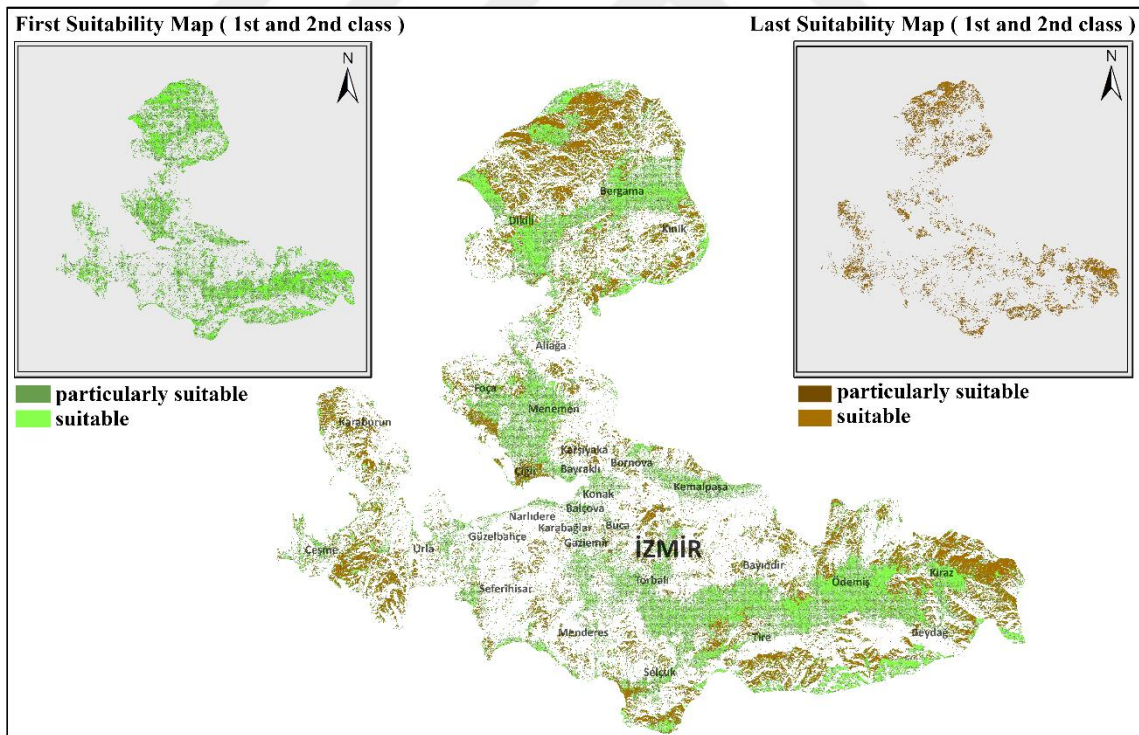 First Suitability Map ( 1st and 2nd class )
Last Suitability Map ( 1st and 2nd class )
N
N
particularly suitable
suitable
particularly suitable
suitable
Bergama
Dikili
Kınık
Aliağa
Foça
Menemen
Karaburun
Karşıyaka
Bornova
Çiğli
Bayraklı
Kemalpaşa
Konak
Balçova
Narlıdere
Karabağlar
Buca
Güzelbahçe
Gaziemir
İZMİR
Çeşme
Urla
Bayındır
Kiraz
Ödemiş
Torbalı
Seferihisar
Menderes
Tire
Beydağ
Selçuk